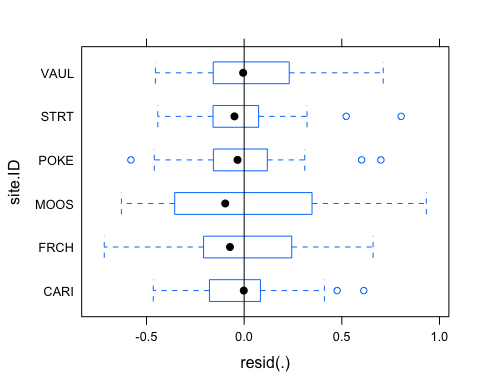 VAUL
STRT
POKE
MOOS
FRCH
CARI
site.ID
-0.5
0.0
0.5
1.0
resid(.)